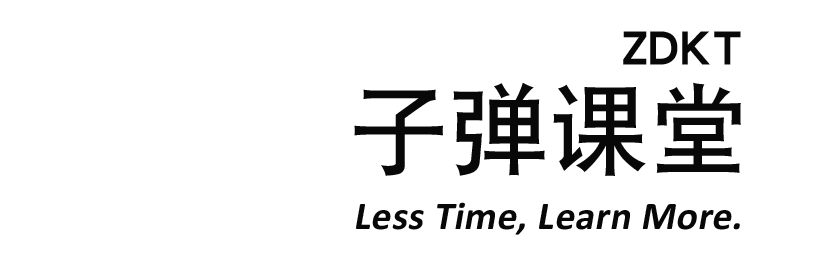 ZDKT
子弹课堂
Less Time, Learn More.